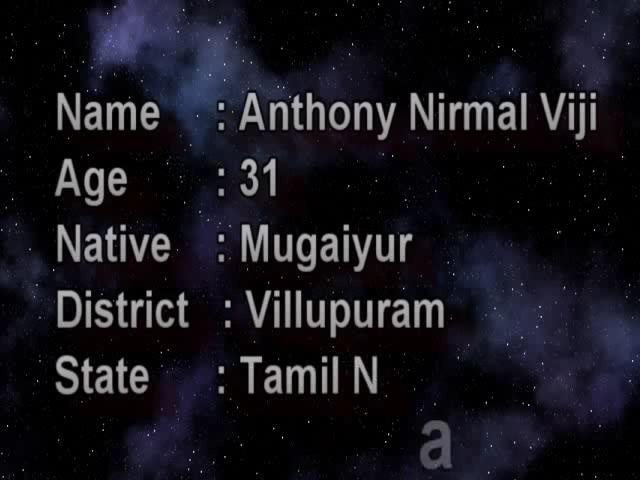 Name : Anthony Nirmal Viji
Age : 31
Native : Mugaiyur
District : Villupuram
State : Tamil N
a